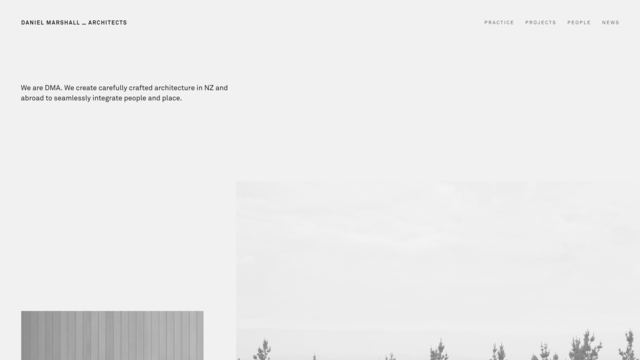 DANIEL MARSHALL _ ARCHITECTS
PRACTICE PROJECTS PEOPLE NEWS
We are DMA. We create carefully crafted architecture in NZ and
abroad to seamlessly integrate people and place.